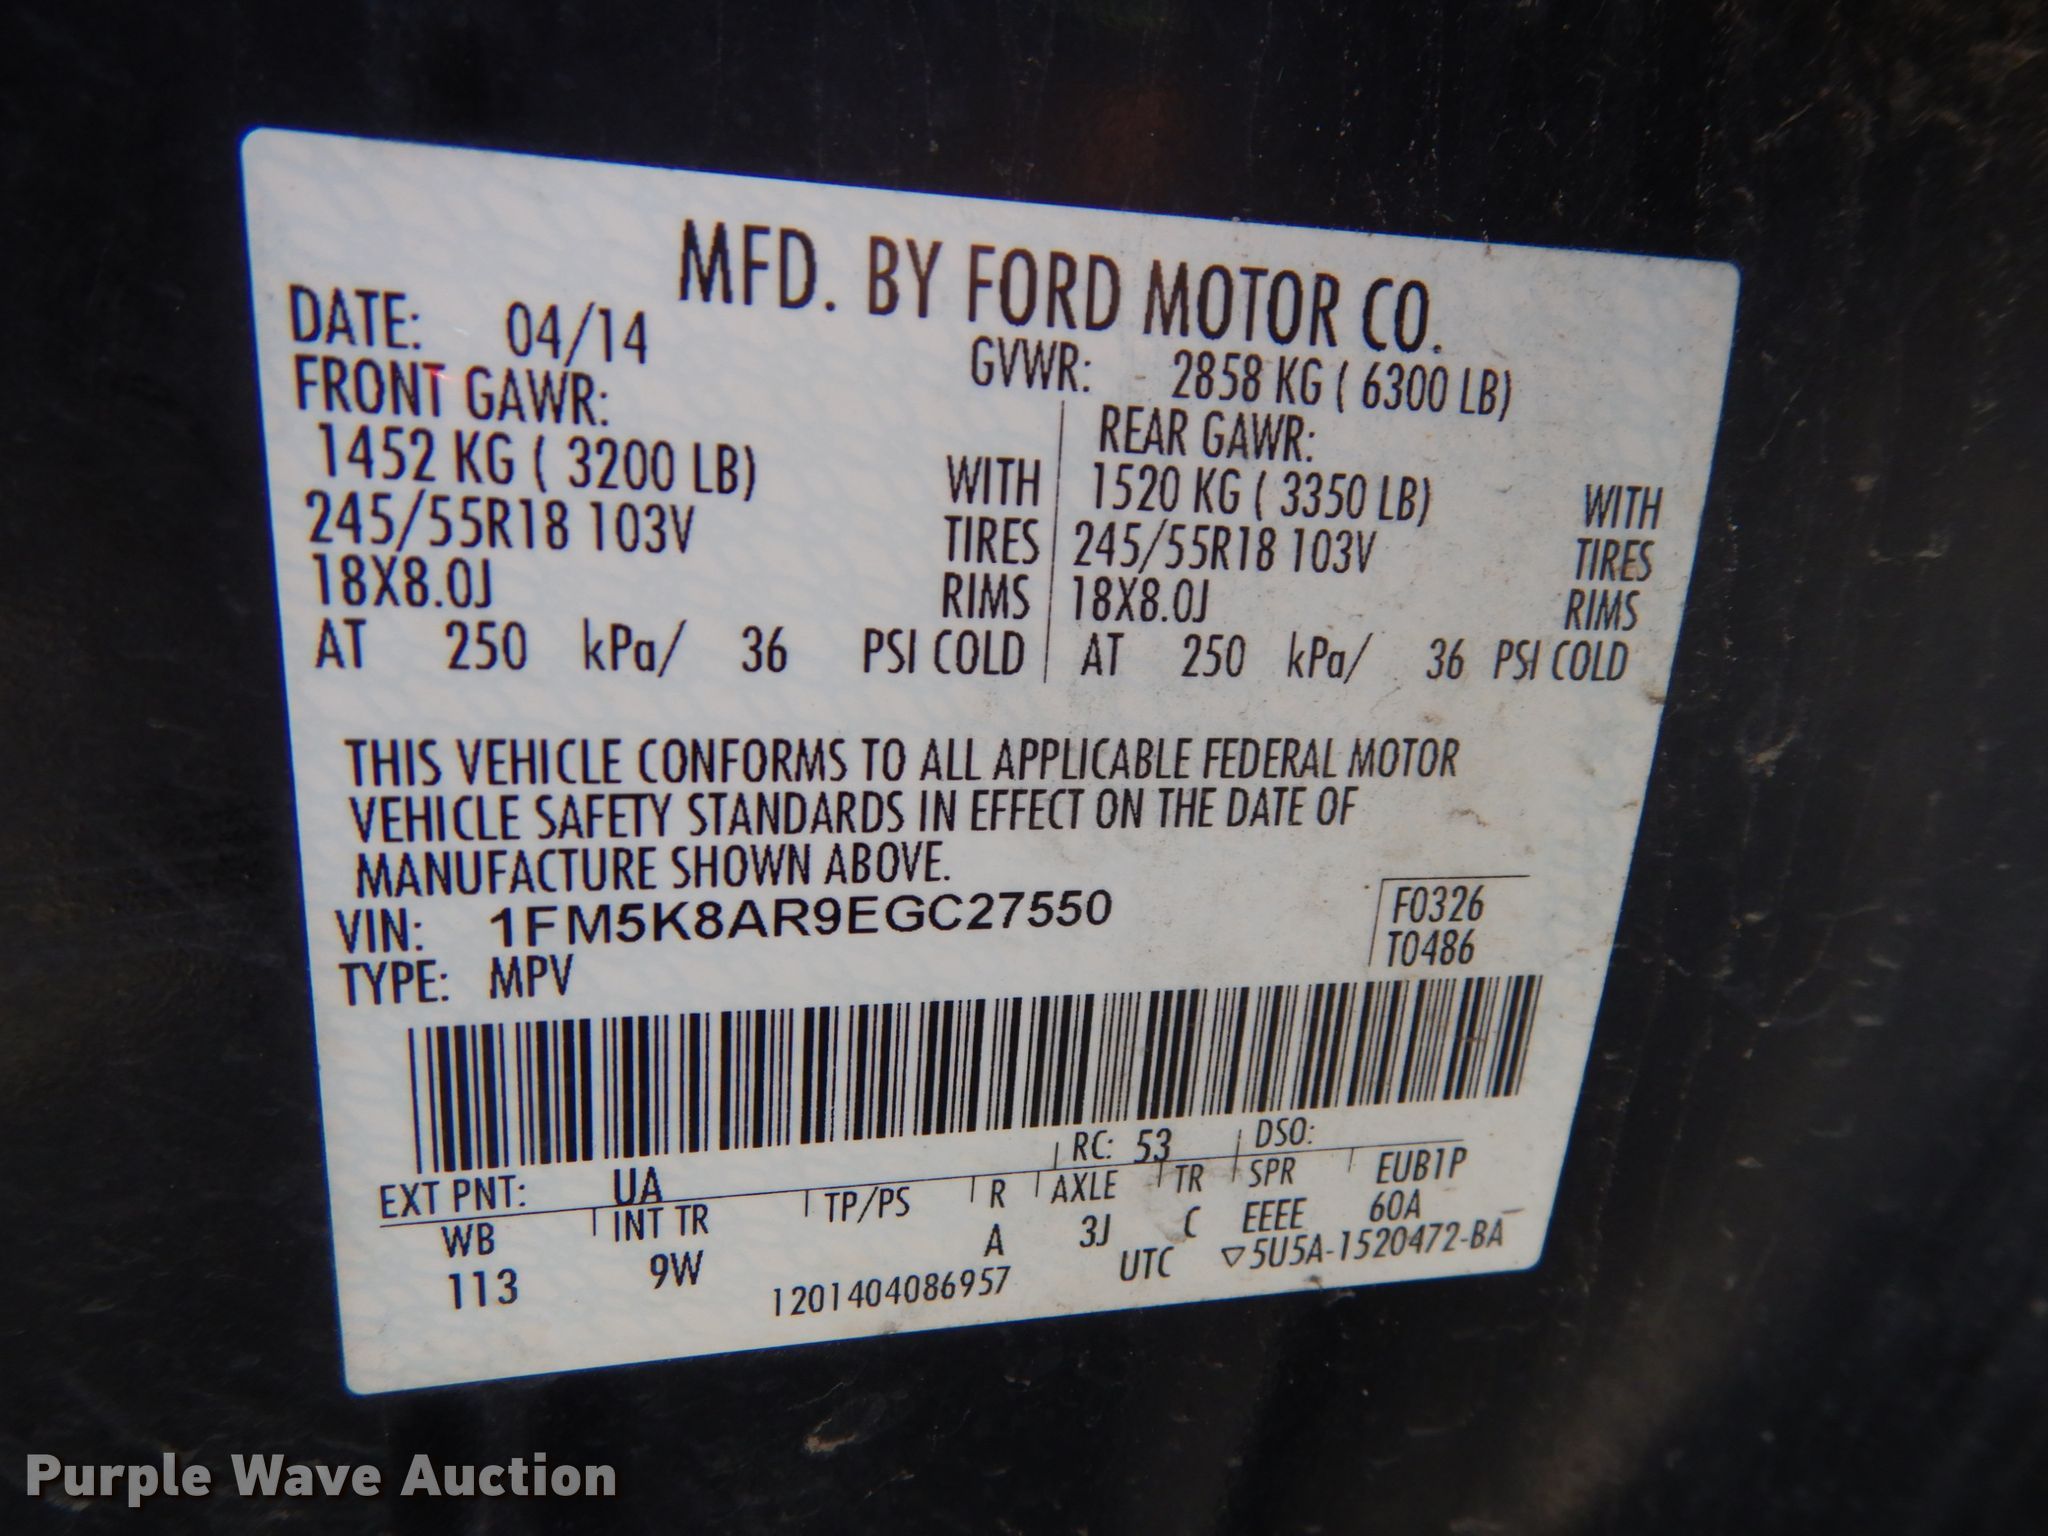 MFD. BY FORD MOTOR CO.
DATE: 04/14 GVWR: 2858 KG ( 6300 LB)
FRONT GAWR: REAR GAWR:
1452 KG ( 3200 LB) WITH 1520 KG ( 3350 LB) WITH
245/55R18 103V TIRES 245/55R18 103V TIRES
18X8.0J RIMS 18X8.0J RIMS
AT 250 kPa/ 36 PSI COLD AT 250 kPa/ 36 PSI COLD
THIS VEHICLE CONFORMS TO ALL APPLICABLE FEDERAL MOTOR
VEHICLE SAFETY STANDARDS IN EFFECT ON THE DATE OF
MANUFACTURE SHOWN ABOVE.
VIN: 1FM5K8AR9EGC27550 F0326
TYPE: MPV T0486
EXT PNT: UA RC: 53 DSO:
WB INT TR TP/PS R AXLE TR SPR EUB1P
113 9W A 3J C EEEE 60A
1201404086957 UTC ▽5U5A-1520472-BA
Purple Wave Auction